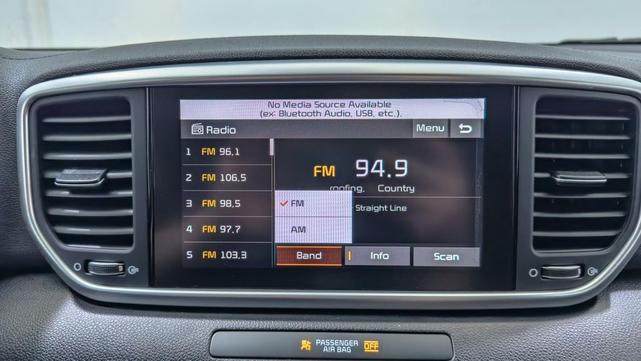 No Media Source Available
(ex: Bluetooth Audio, USB, etc.).
Radio
Menu
1 FM 96.1
2 FM 106.5
3 FM 98.5
4 FM 97.7
5 FM 103.3
FM 94.9
roofing, Country
Straight Line
FM
AM
Band
Info
Scan
PASSENGER
AIR BAG
OFF